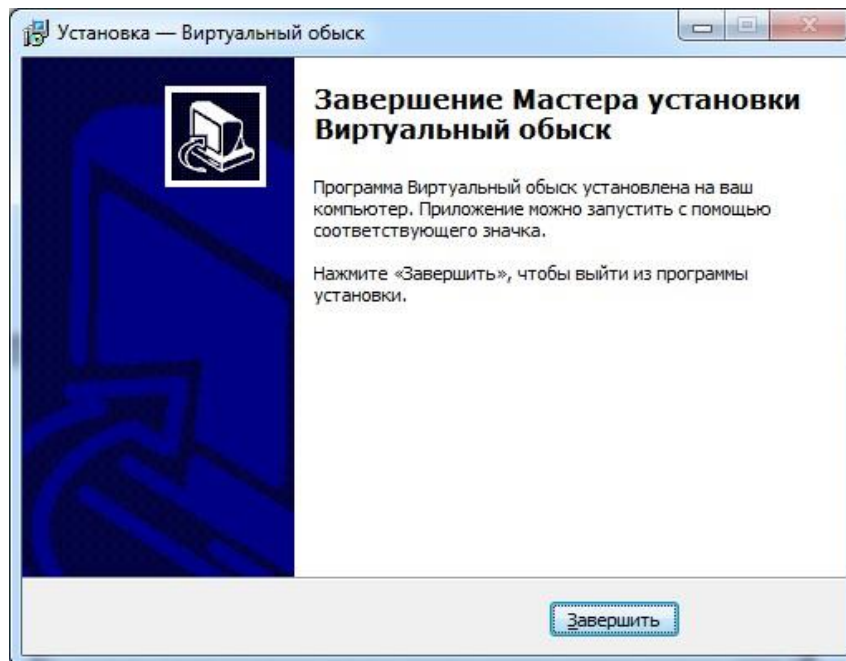 Установка — Виртуальный обыск
Завершение Мастера установки
Виртуальный обыск
Программа Виртуальный обыск установлена на ваш
компьютер. Приложение можно запустить с помощью
соответствующего значка.
Нажмите «Завершить», чтобы выйти из программы
установки.
Завершить